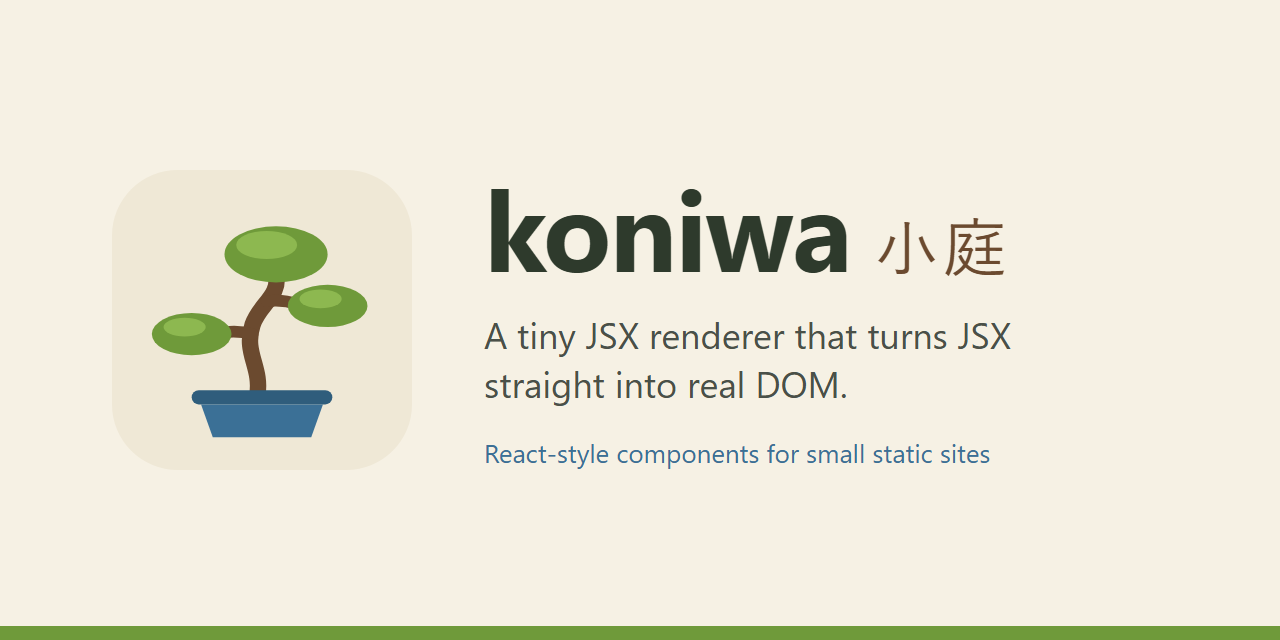 koniwa 小庭
A tiny JSX renderer that turns JSX
straight into real DOM.
React-style components for small static sites